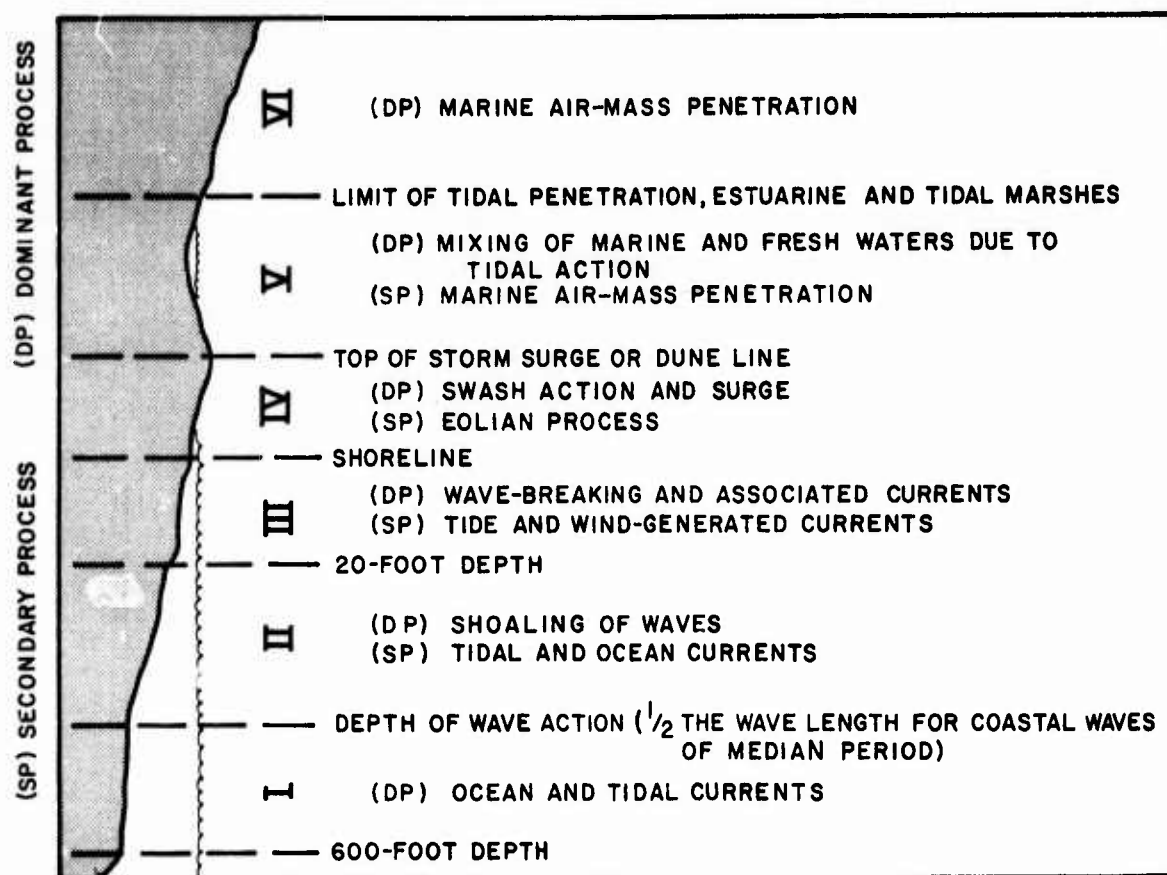 (DP) DOMINANT PROCESS
(SP) SECONDARY PROCESS
VI
(DP) MARINE AIR-MASS PENETRATION
LIMIT OF TIDAL PENETRATION, ESTUARINE AND TIDAL MARSHES
V
(DP) MIXING OF MARINE AND FRESH WATERS DUE TO
TIDAL ACTION
(SP) MARINE AIR-MASS PENETRATION
TOP OF STORM SURGE OR DUNE LINE
IV
(DP) SWASH ACTION AND SURGE
(SP) EOLIAN PROCESS
SHORELINE
III
(DP) WAVE-BREAKING AND ASSOCIATED CURRENTS
(SP) TIDE AND WIND-GENERATED CURRENTS
20-FOOT DEPTH
II
(DP) SHOALING OF WAVES
(SP) TIDAL AND OCEAN CURRENTS
DEPTH OF WAVE ACTION (1/2 THE WAVE LENGTH FOR COASTAL WAVES
OF MEDIAN PERIOD)
I
(DP) OCEAN AND TIDAL CURRENTS
600-FOOT DEPTH